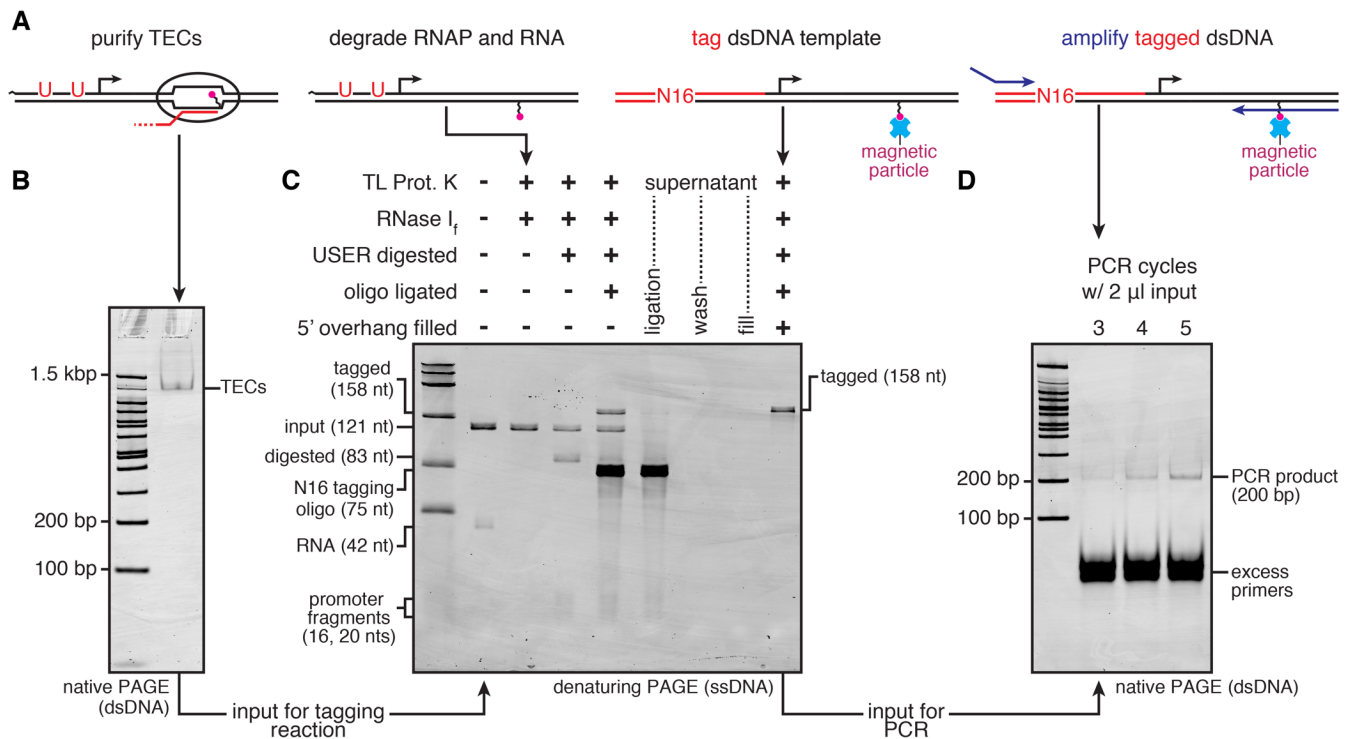 A
purify TECs
degrade RNAP and RNA
tag dsDNA template
amplify tagged dsDNA
U U
U U
N16
N16
magnetic
particle
magnetic
particle
B
1.5 kbp
TECs
200 bp
100 bp
native PAGE
(dsDNA)
C
TL Prot. K - + + + supernatant +
RNase If - + + + +
USER digested - - + + +
oligo ligated - - - + +
5’ overhang filled - - - - +
ligation
wash
fill
tagged
(158 nt)
input (121 nt)
digested (83 nt)
N16 tagging
oligo (75 nt)
RNA (42 nt)
promoter
fragments
(16, 20 nts)
tagged (158 nt)
denaturing PAGE (ssDNA)
input for tagging
reaction
input for
PCR
D
PCR cycles
w/ 2 µl input
3 4 5
200 bp
100 bp
PCR product
(200 bp)
excess
primers
native PAGE (dsDNA)